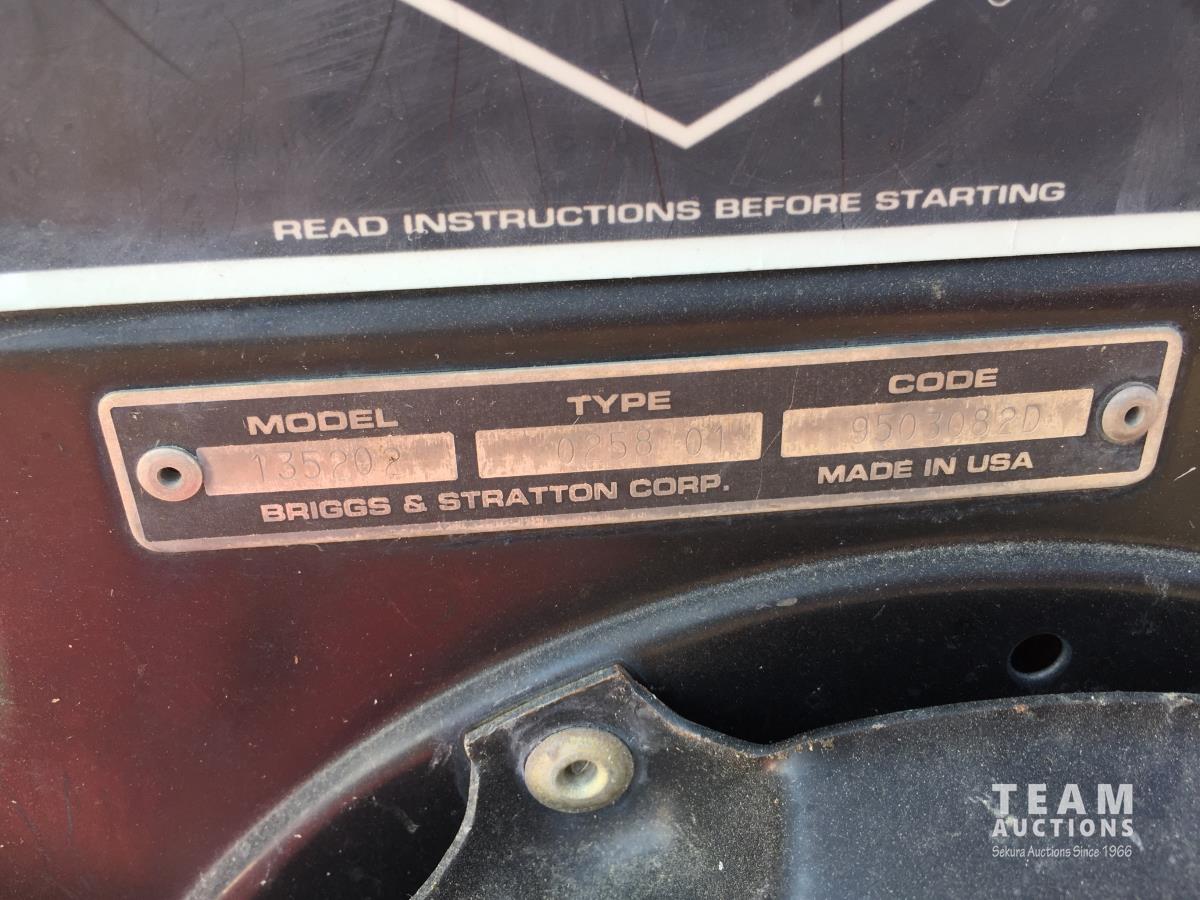 READ INSTRUCTIONS BEFORE STARTING
MODEL TYPE CODE
135202 0258 01 9503082D
BRIGGS & STRATTON CORP. MADE IN USA
TEAM
AUCTIONS
Sekura Auctions Since 1966